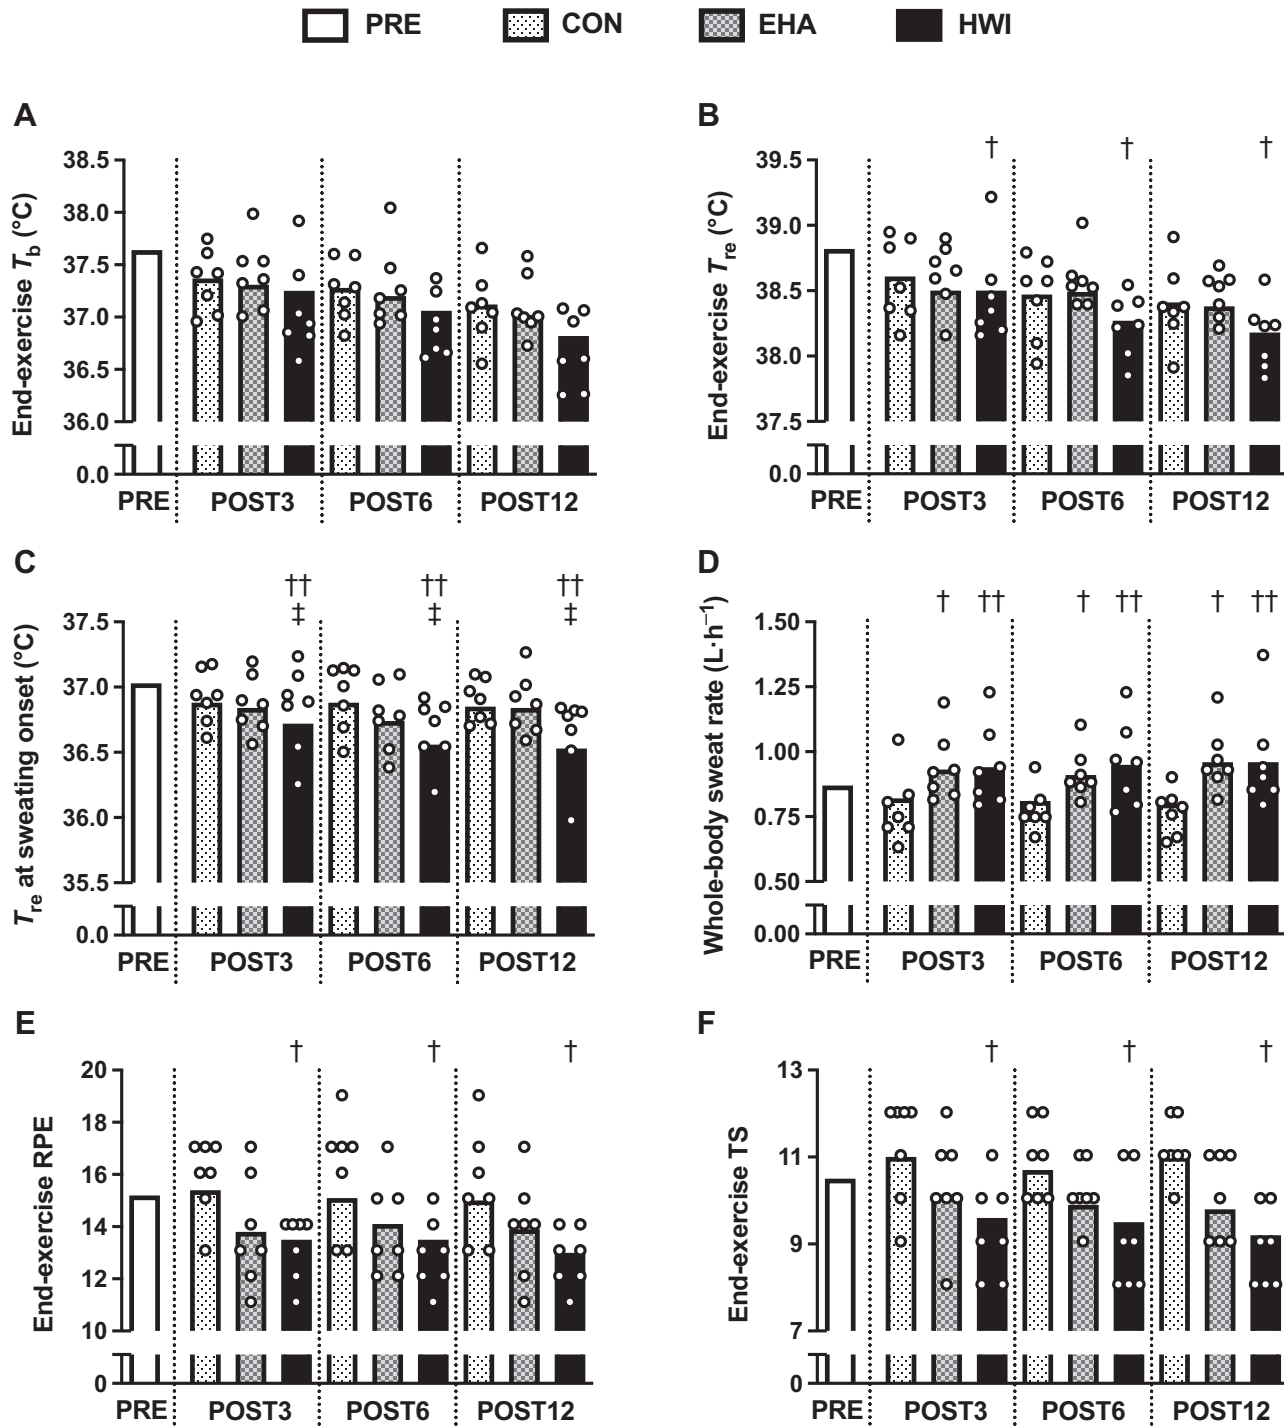 PRE CON EHA HWI
A
End-exercise Tb (°C)
38.5
38.0
37.5
37.0
36.5
36.0
0.0
PRE POST3 POST6 POST12
B
† † †
End-exercise Tre (°C)
39.5
39.0
38.5
38.0
37.5
0.0
PRE POST3 POST6 POST12
C
†† †† ††
‡ ‡ ‡
Tre at sweating onset (°C)
37.5
37.0
36.5
36.0
35.5
0.0
PRE POST3 POST6 POST12
D
† †† † †† † ††
Whole-body sweat rate (L·h−1)
1.50
1.25
1.00
0.75
0.50
0.00
PRE POST3 POST6 POST12
E
† † †
End-exercise RPE
20
18
16
14
12
10
0
PRE POST3 POST6 POST12
F
† † †
End-exercise TS
13
11
9
7
0
PRE POST3 POST6 POST12